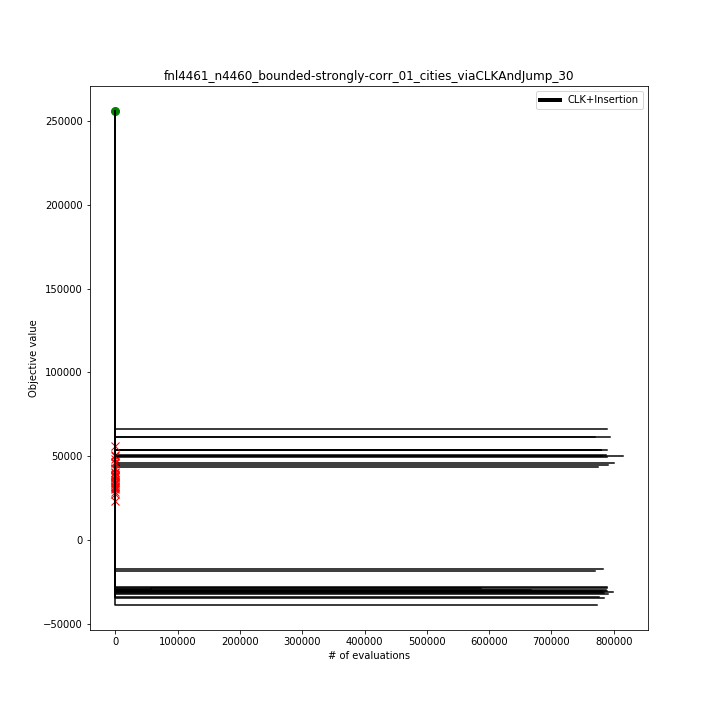 fnl4461_n4460_bounded-strongly-corr_01_cities_viaCLKAndJump_30
CLK+Insertion
250000
200000
150000
100000
50000
0
−50000
Objective value
0 100000 200000 300000 400000 500000 600000 700000 800000
# of evaluations